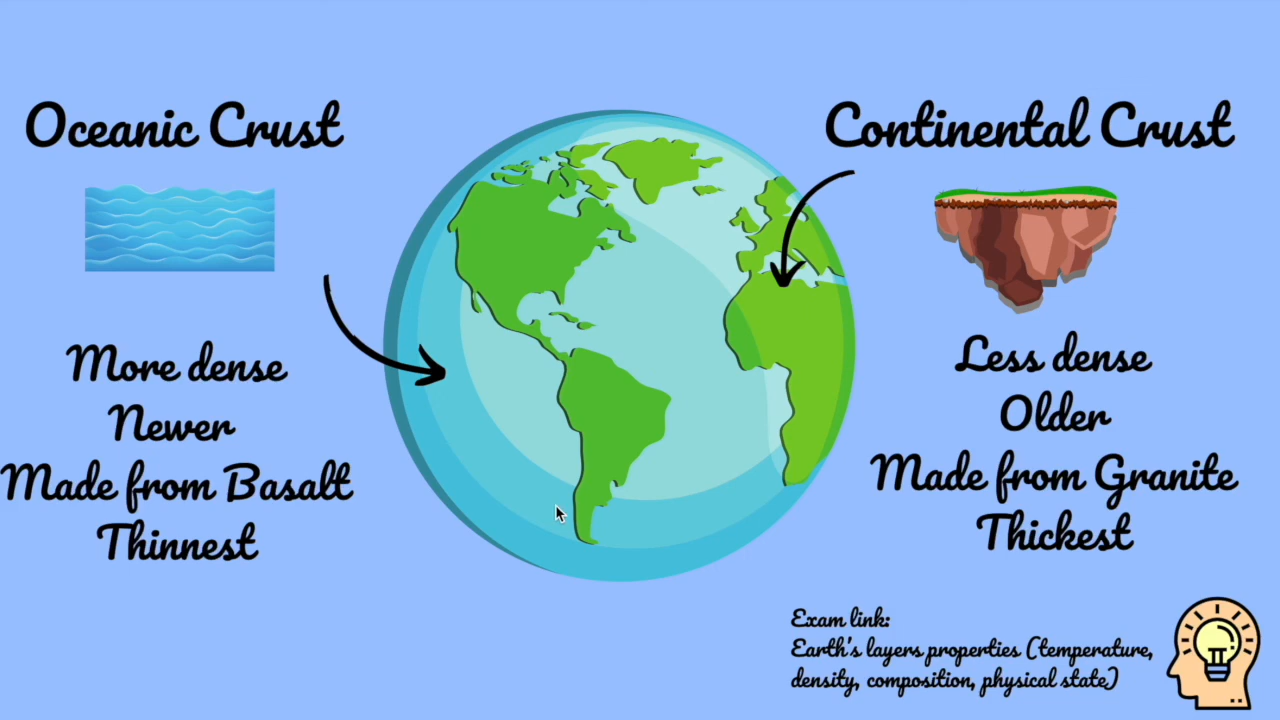 Oceanic Crust
More dense
Newer
Made from Basalt
Thinnest
Continental Crust
Less dense
Older
Made from Granite
Thickest
Exam link:
Earth's layers properties (temperature,
density, composition, physical state)